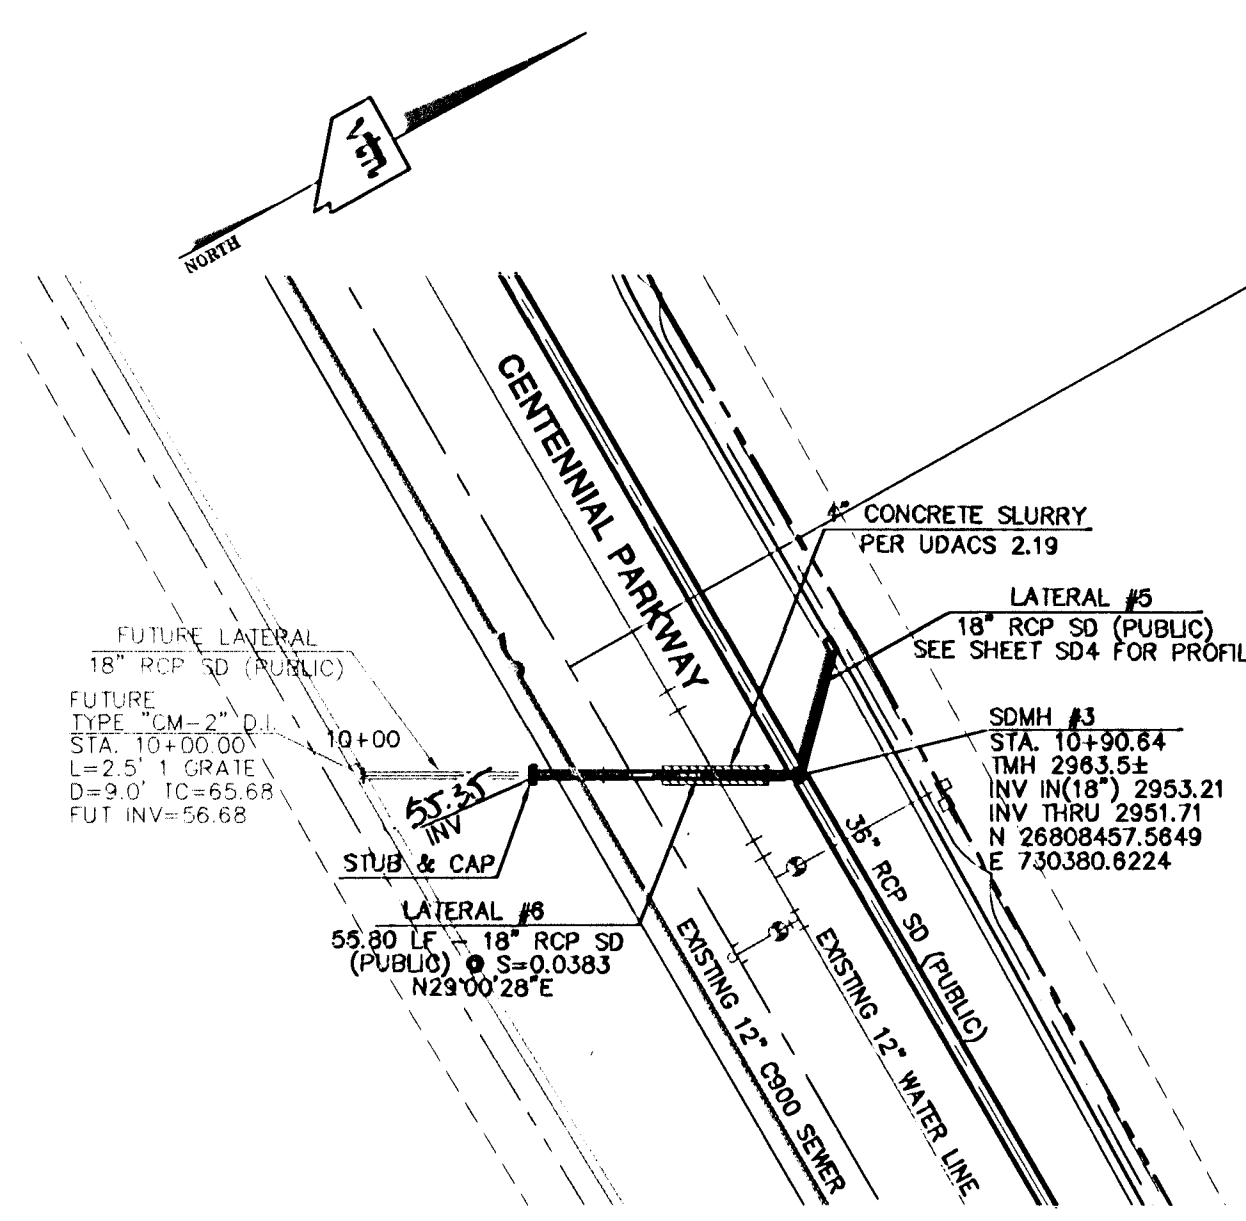 VTN
NORTH
CENTENNIAL PARKWAY
4" CONCRETE SLURRY
PER UDACS 2.19
LATERAL #5
18" RCP SD (PUBLIC)
SEE SHEET SD4 FOR PROFIL
FUTURE LATERAL
18" RCP SD (PUBLIC)
FUTURE
TYPE "CM-2" D.I.
STA. 10+00.00
L=2.5' 1 GRATE
D=9.0' TC=65.68
FUT INV=56.68
10+00
55.35
INV
STUB & CAP
SDMH #3
STA. 10+90.64
TMH 2963.5±
INV IN(18") 2953.21
INV THRU 2951.71
N 26808457.5649
E 730380.6224
LATERAL #6
55.80 LF - 18" RCP SD
(PUBLIC) @ S=0.0383
N29°00'28"E
36" RCP SD (PUBLIC)
EXISTING 12" C900 SEWER
EXISTING 12" WATER LINE